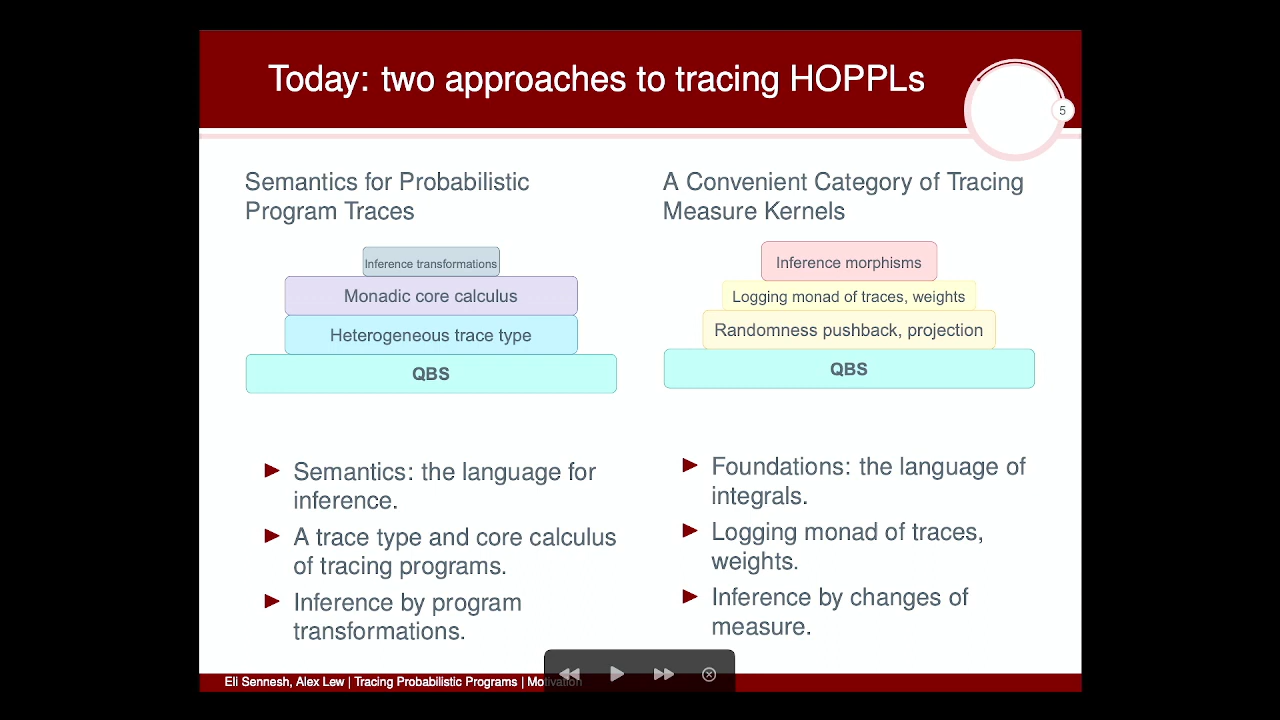 Today: two approaches to tracing HOPPLs
5
Semantics for Probabilistic
Program Traces
Inference transformations
Monadic core calculus
Heterogeneous trace type
QBS
► Semantics: the language for
inference.
► A trace type and core calculus
of tracing programs.
► Inference by program
transformations.
A Convenient Category of Tracing
Measure Kernels
Inference morphisms
Logging monad of traces, weights
Randomness pushback, projection
QBS
► Foundations: the language of
integrals.
► Logging monad of traces,
weights.
► Inference by changes of
measure.
Eli Sennesh, Alex Lew | Tracing Probabilistic Programs | Motivation